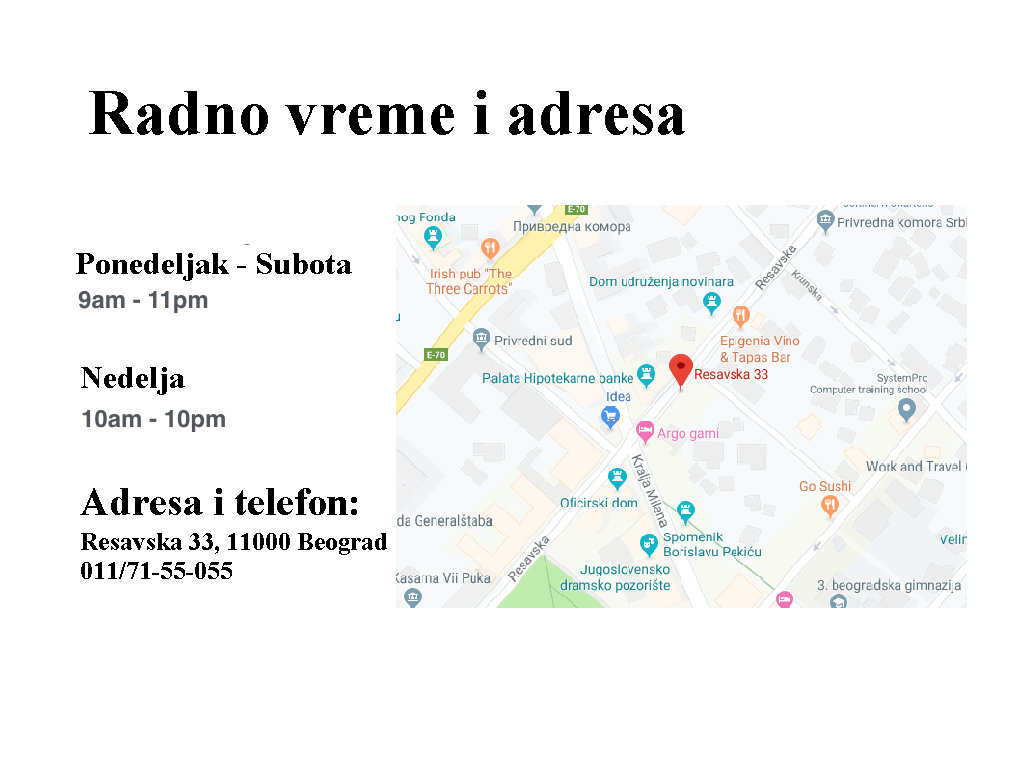 Radno vreme i adresa
Ponedeljak - Subota
9am - 11pm
Nedelja
10am - 10pm
Adresa i telefon:
Resavska 33, 11000 Beograd
011/71-55-055
nog Fonda
E-70
Привредна комора
Privredna komora Srbi
Irish pub "The
Three Carrots"
Dom udruženja novinara
Resavska
Krunska
Privredni sud
E-70
Epigenia Vino
& Tapas Bar
Palata Hipotekarne banke
Resavska 33
Idea
SystemPro
Computer training school
Argo garni
Kralja Milana
Work and Travel
Go Sushi
Oficirski dom
da Generalštaba
Spomenik
Borislavu Pekiću
Velin
Resavska
Jugoslovensko
dramsko pozorište
Kasarna Vii Puka
3. beogradska gimnazija